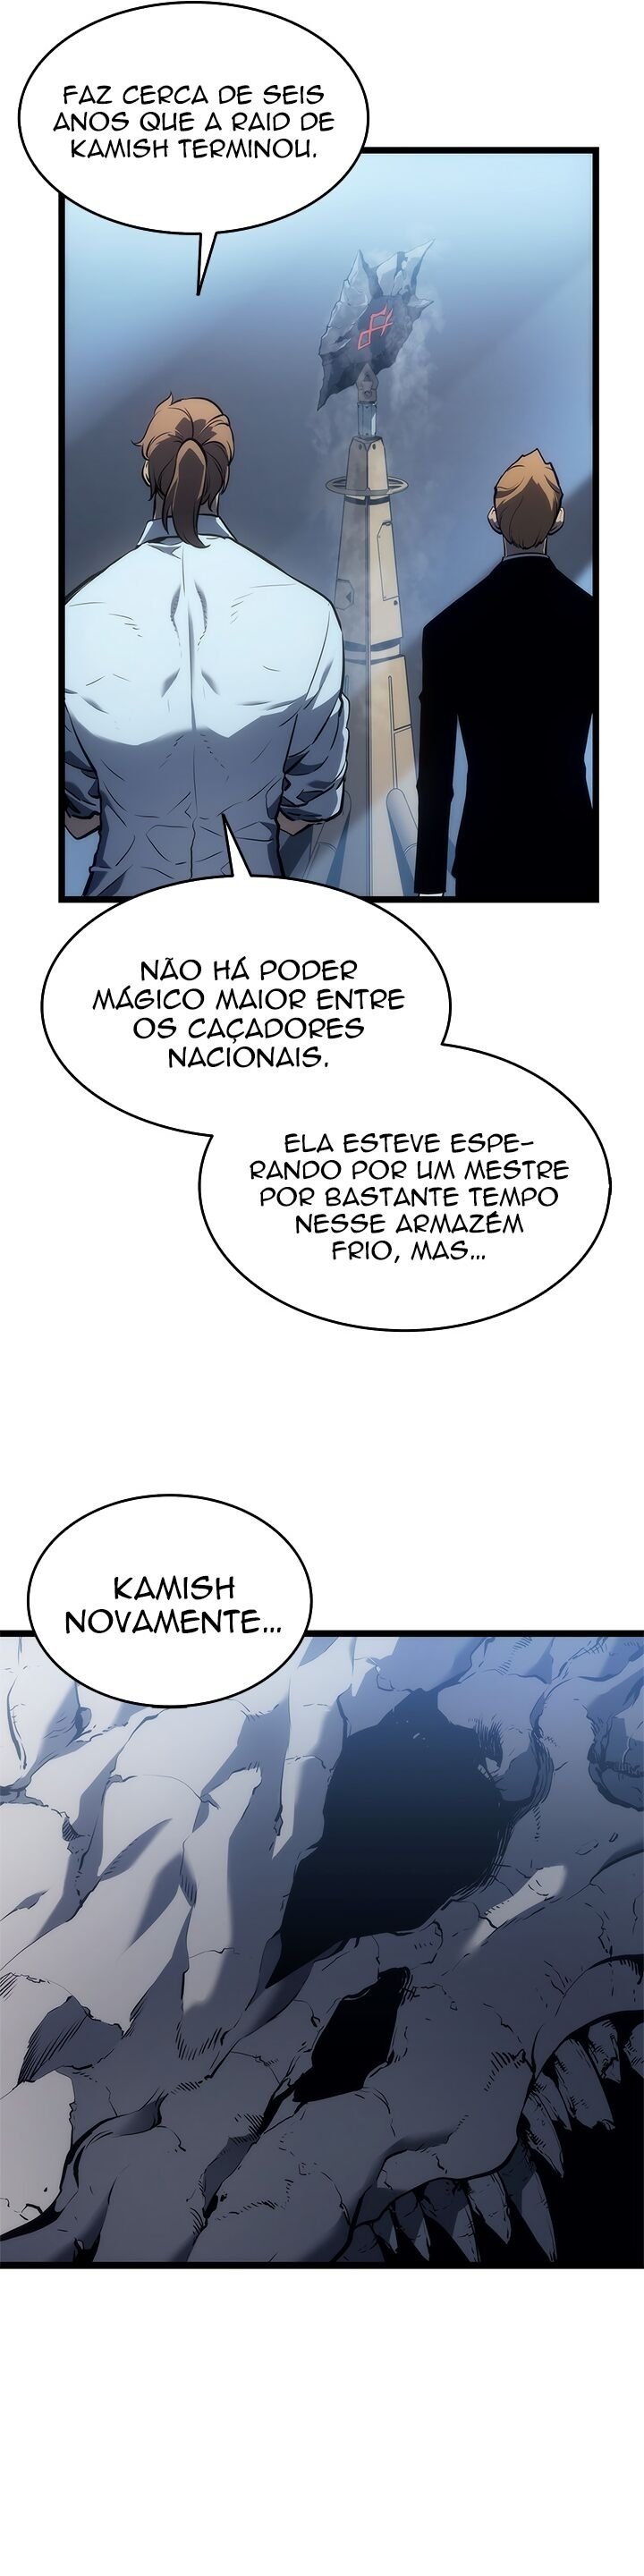 FAZ CERCA DE SEIS
ANOS QUE A RAID DE
KAMISH TERMINOU.
NÃO HÁ PODER
MÁGICO MAIOR ENTRE
OS CAÇADORES
NACIONAIS.
ELA ESTEVE ESPE-
RANDO POR UM MESTRE
POR BASTANTE TEMPO
NESSE ARMAZÉM
FRIO, MAS...
KAMISH
NOVAMENTE...